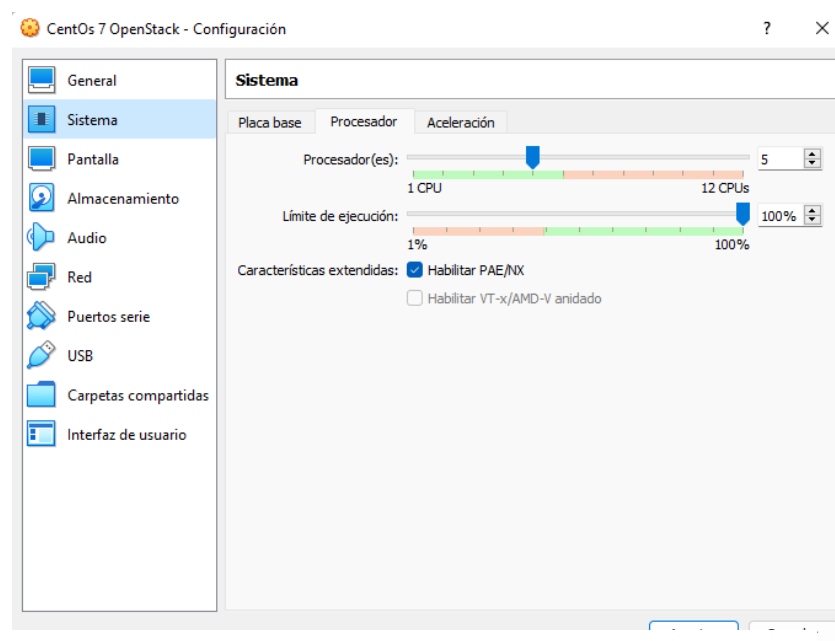 CentOs 7 OpenStack - Configuración
?
General
Sistema
Pantalla
Almacenamiento
Audio
Red
Puertos serie
USB
Carpetas compartidas
Interfaz de usuario
Sistema
Placa base Procesador Aceleración
Procesador(es): 5
1 CPU 12 CPUs
Límite de ejecución: 100%
1% 100%
Características extendidas: Habilitar PAE/NX
Habilitar VT-x/AMD-V anidado